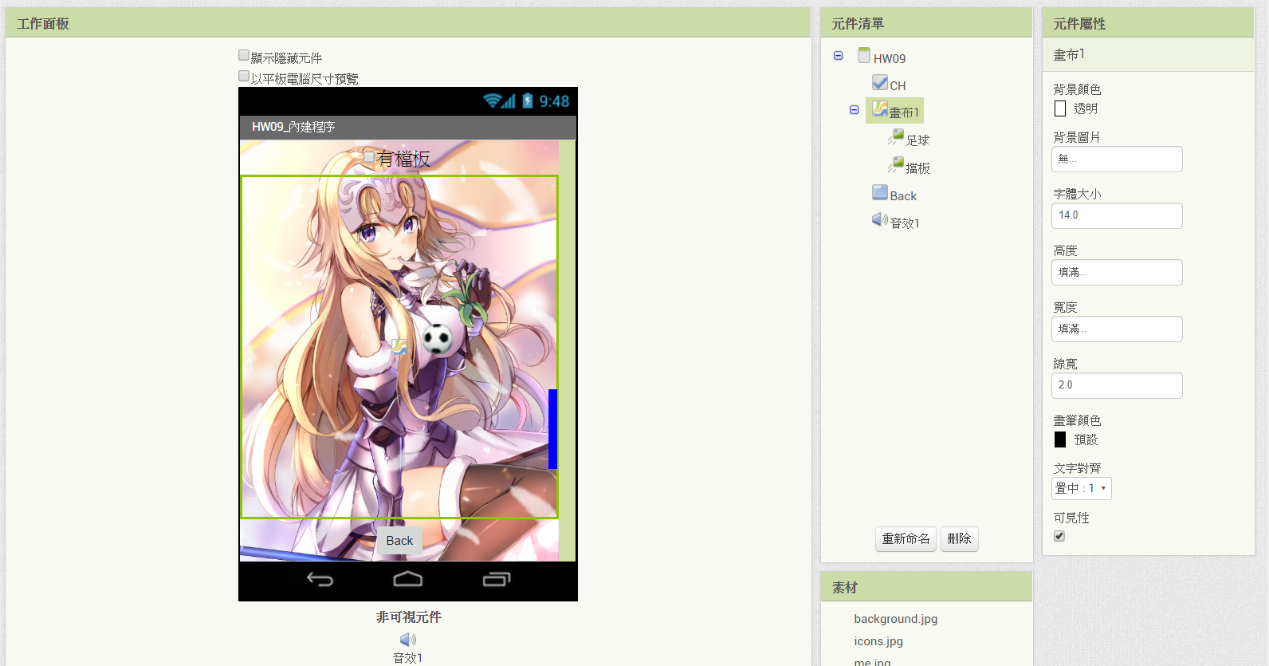 工作面板
顯示隱藏元件
以平板電腦尺寸預覽
9:48
HW09_內建程序
有檔板
Back
非可視元件
音效1
元件清單
HW09
CH
畫布1
足球
擋板
Back
音效1
重新命名 刪除
素材
background.jpg
icons.jpg
me.jpg
元件屬性
畫布1
背景顏色
透明
背景圖片
無...
字體大小
14.0
高度
填滿...
寬度
填滿...
線寬
2.0
畫筆顏色
預設
文字對齊
置中 : 1
可見性